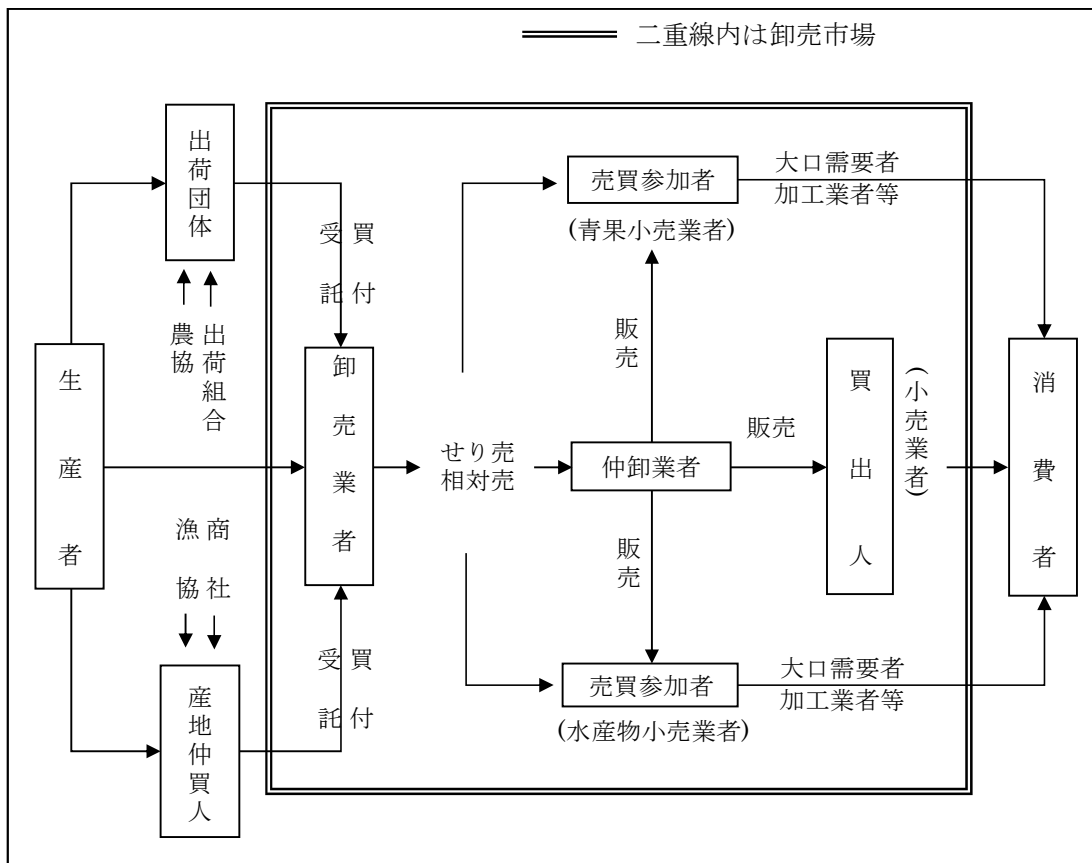 二重線内は卸売市場
出荷団体
農協
出荷組合
生産者
漁協
商社
産地仲買人
受託
買付
卸売業者
受託
買付
せり売
相対売
売買参加者
(青果小売業者)
大口需要者
加工業者等
販売
仲卸業者
販売
販売
売買参加者
(水産物小売業者)
大口需要者
加工業者等
買出人
(小売業者)
消費者